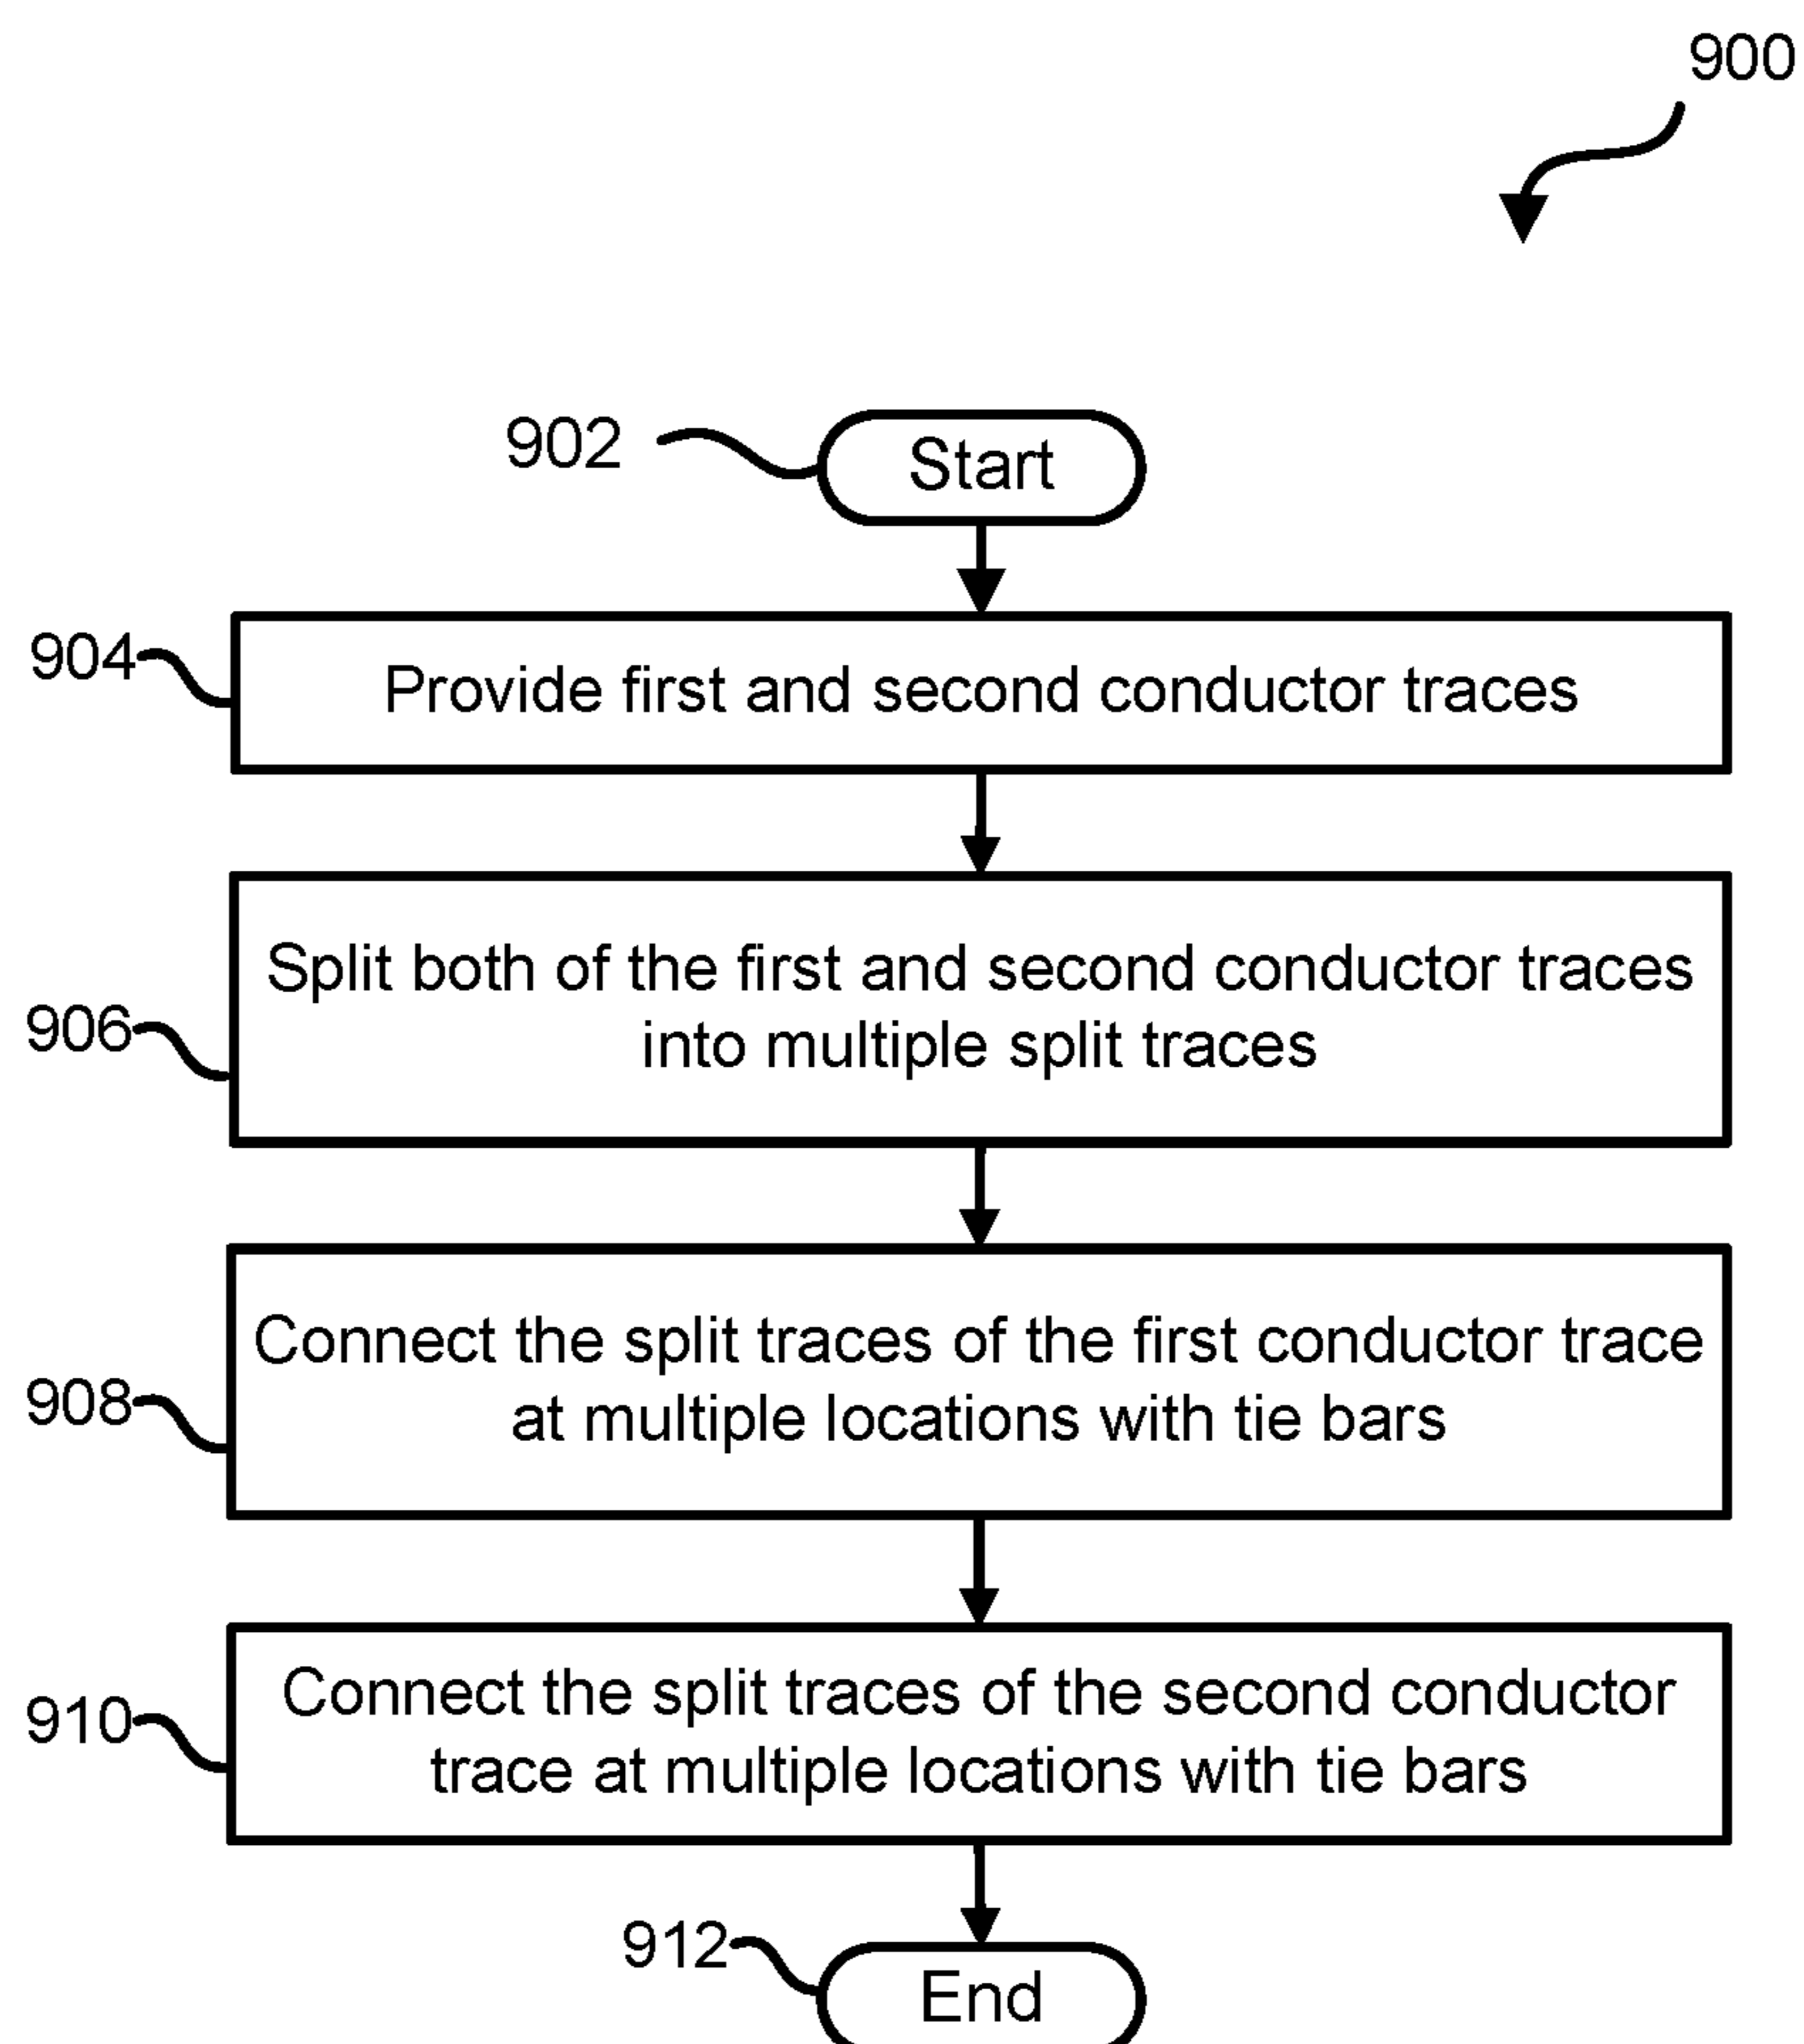 900
902
Start
904
Provide first and second conductor traces
906
Split both of the first and second conductor traces
into multiple split traces
908
Connect the split traces of the first conductor trace
at multiple locations with tie bars
910
Connect the split traces of the second conductor
trace at multiple locations with tie bars
912
End